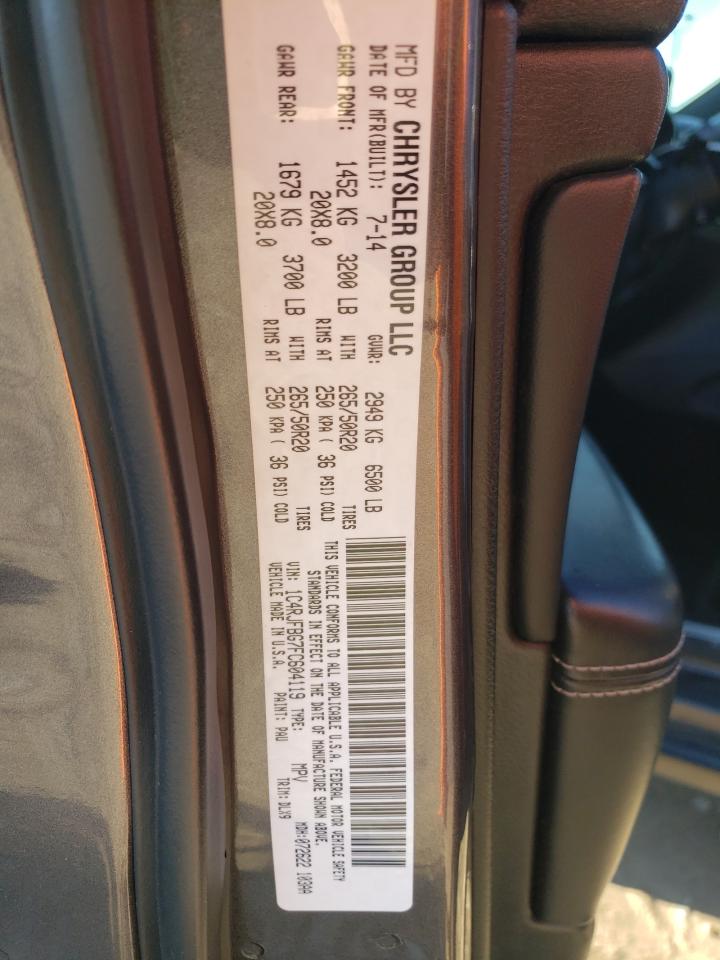 MFD BY CHRYSLER GROUP LLC
DATE OF MFR(BUILT): 7-14 GVWR: 2949 KG 6500 LB
GAWR FRONT: 1452 KG 3200 LB WITH 265/50R20 TIRES
20X8.0 RIMS AT 250 KPA ( 36 PSI) COLD
GAWR REAR: 1679 KG 3700 LB WITH 265/50R20 TIRES
20X8.0 RIMS AT 250 KPA ( 36 PSI) COLD
THIS VEHICLE CONFORMS TO ALL APPLICABLE U.S.A. FEDERAL MOTOR VEHICLE SAFETY
STANDARDS IN EFFECT ON THE DATE OF MANUFACTURE SHOWN ABOVE.
VIN: 1C4RJFBG7FC604119 TYPE: MPV MDH:072622 103AA
VEHICLE MADE IN U.S.A. PAINT: PAU TRIM: DLX9